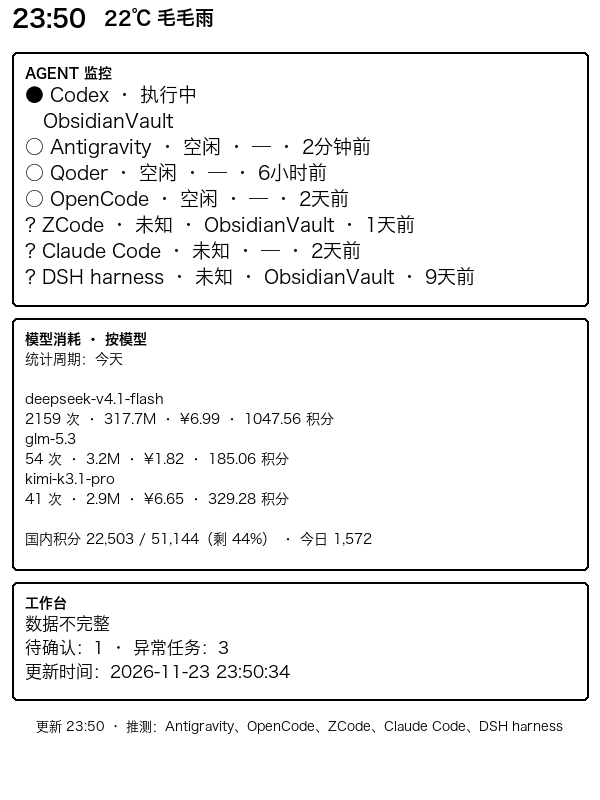 23:50 22℃ 毛毛雨
AGENT 监控
● Codex · 执行中
ObsidianVault
○ Antigravity · 空闲 · — · 2分钟前
○ Qoder · 空闲 · — · 6小时前
○ OpenCode · 空闲 · — · 2天前
? ZCode · 未知 · ObsidianVault · 1天前
? Claude Code · 未知 · — · 2天前
? DSH harness · 未知 · ObsidianVault · 9天前
模型消耗 · 按模型
统计周期：今天
deepseek-v4.1-flash
2159 次 · 317.7M · ¥6.99 · 1047.56 积分
glm-5.3
54 次 · 3.2M · ¥1.82 · 185.06 积分
kimi-k3.1-pro
41 次 · 2.9M · ¥6.65 · 329.28 积分
国内积分 22,503 / 51,144（剩 44%） · 今日 1,572
工作台
数据不完整
待确认：1 · 异常任务：3
更新时间：2026-11-23 23:50:34
更新 23:50 · 推测：Antigravity、OpenCode、ZCode、Claude Code、DSH harness